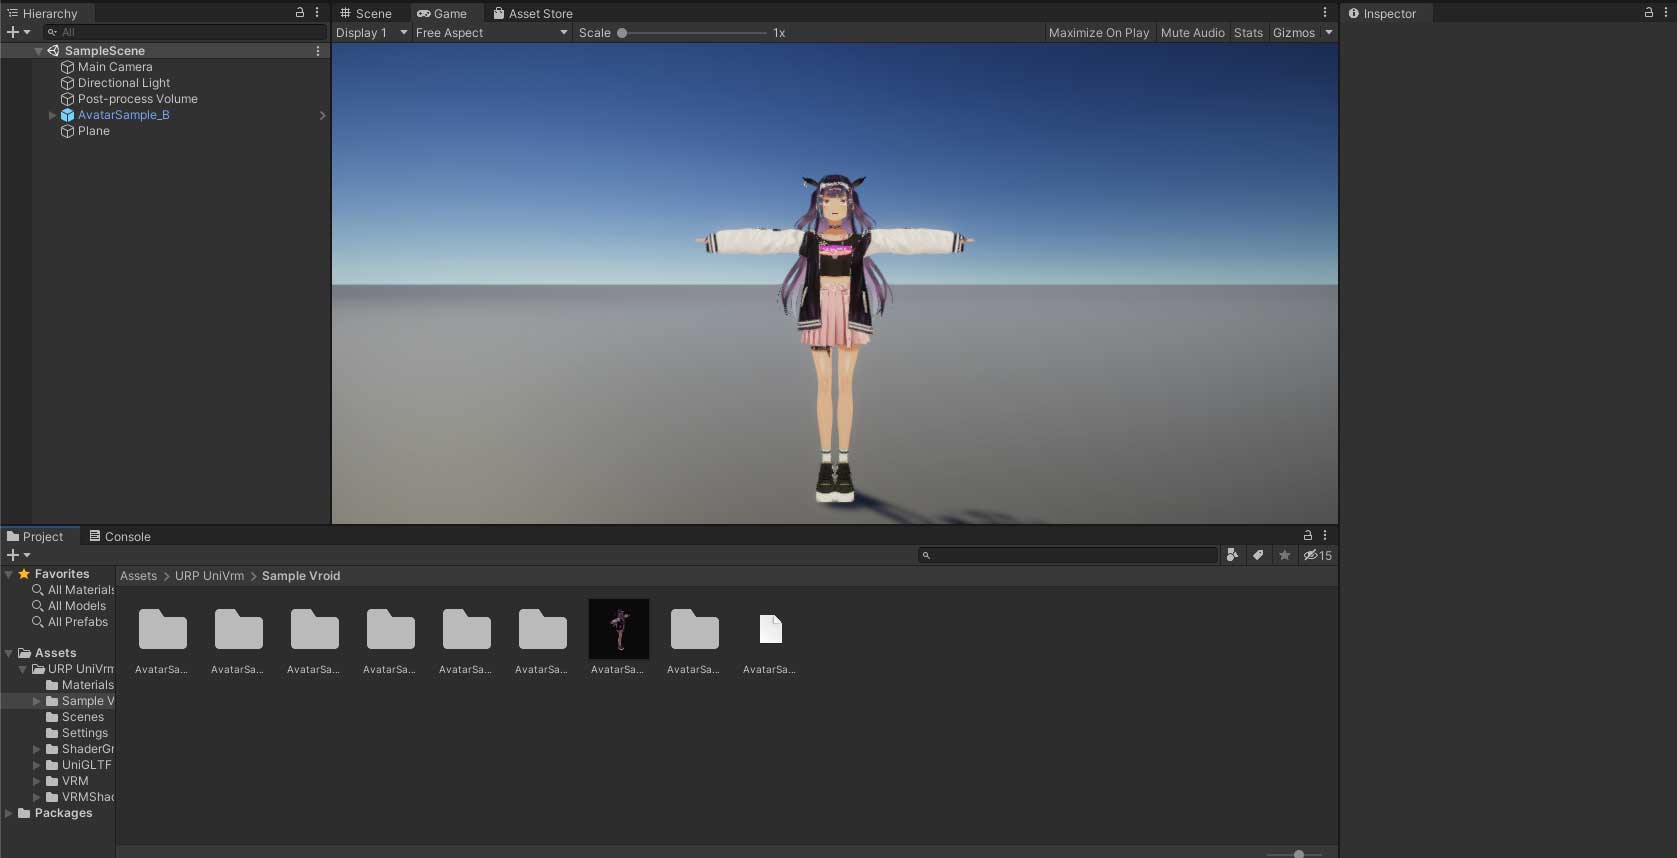 Hierarchy
All
SampleScene
Main Camera
Directional Light
Post-process Volume
AvatarSample_B
Plane
Scene
Game
Asset Store
Display 1
Free Aspect
Scale
1x
Maximize On Play
Mute Audio
Stats
Gizmos
Inspector
Project
Console
15
Favorites
All Materials
All Models
All Prefabs
Assets
URP UniVrm
Materials
Sample V
Scenes
Settings
ShaderGr
UniGLTF
VRM
VRMShad
Packages
Assets > URP UniVrm > Sample Vroid
AvatarSa... AvatarSa... AvatarSa... AvatarSa... AvatarSa... AvatarSa... AvatarSa... AvatarSa... AvatarSa...